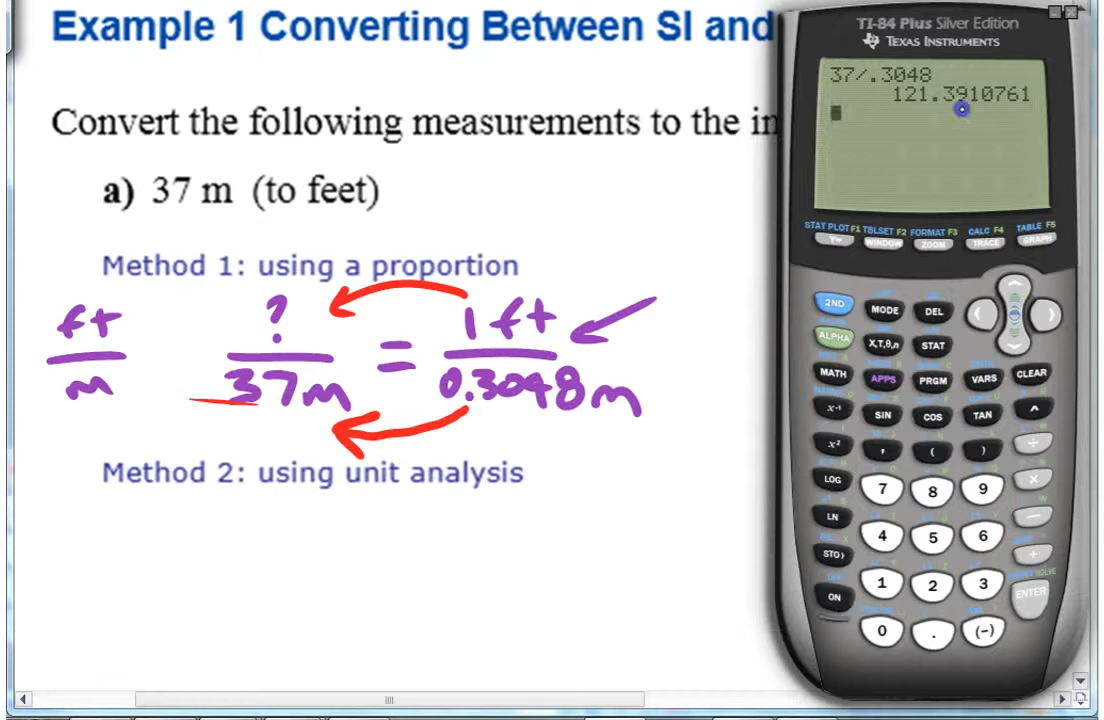 Example 1 Converting Between SI and
Convert the following measurements to the in
a) 37 m (to feet)
Method 1: using a proportion
ft ? 1 ft
m 37m = 0.3048m
Method 2: using unit analysis
TI-84 Plus Silver Edition
TEXAS INSTRUMENTS
37/.3048
121.3910761
STAT PLOT F1 TBLSET F2 FORMAT F3 CALC F4 TABLE F5
Y= WINDOW ZOOM TRACE GRAPH
2ND MODE DEL
ALPHA X,T,θ,n STAT
MATH APPS PRGM VARS CLEAR
x⁻¹ SIN COS TAN ^
x² , ( ) ÷
LOG 7 8 9 ×
LN 4 5 6 −
STO› 1 2 3 +
ON 0 . (−) ENTER